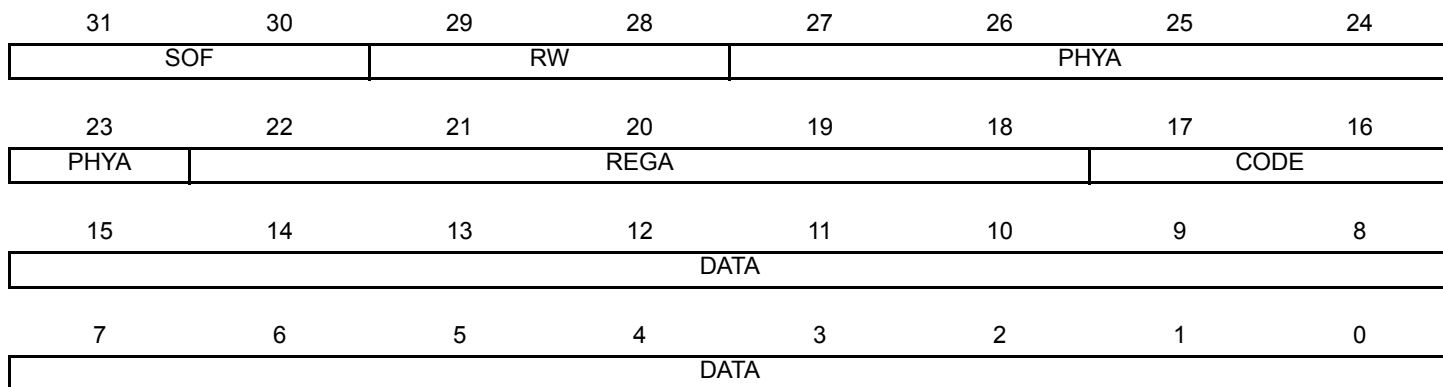 31 30 29 28 27 26 25 24
SOF RW PHYA
23 22 21 20 19 18 17 16
PHYA REGA CODE
15 14 13 12 11 10 9 8
DATA
7 6 5 4 3 2 1 0
DATA